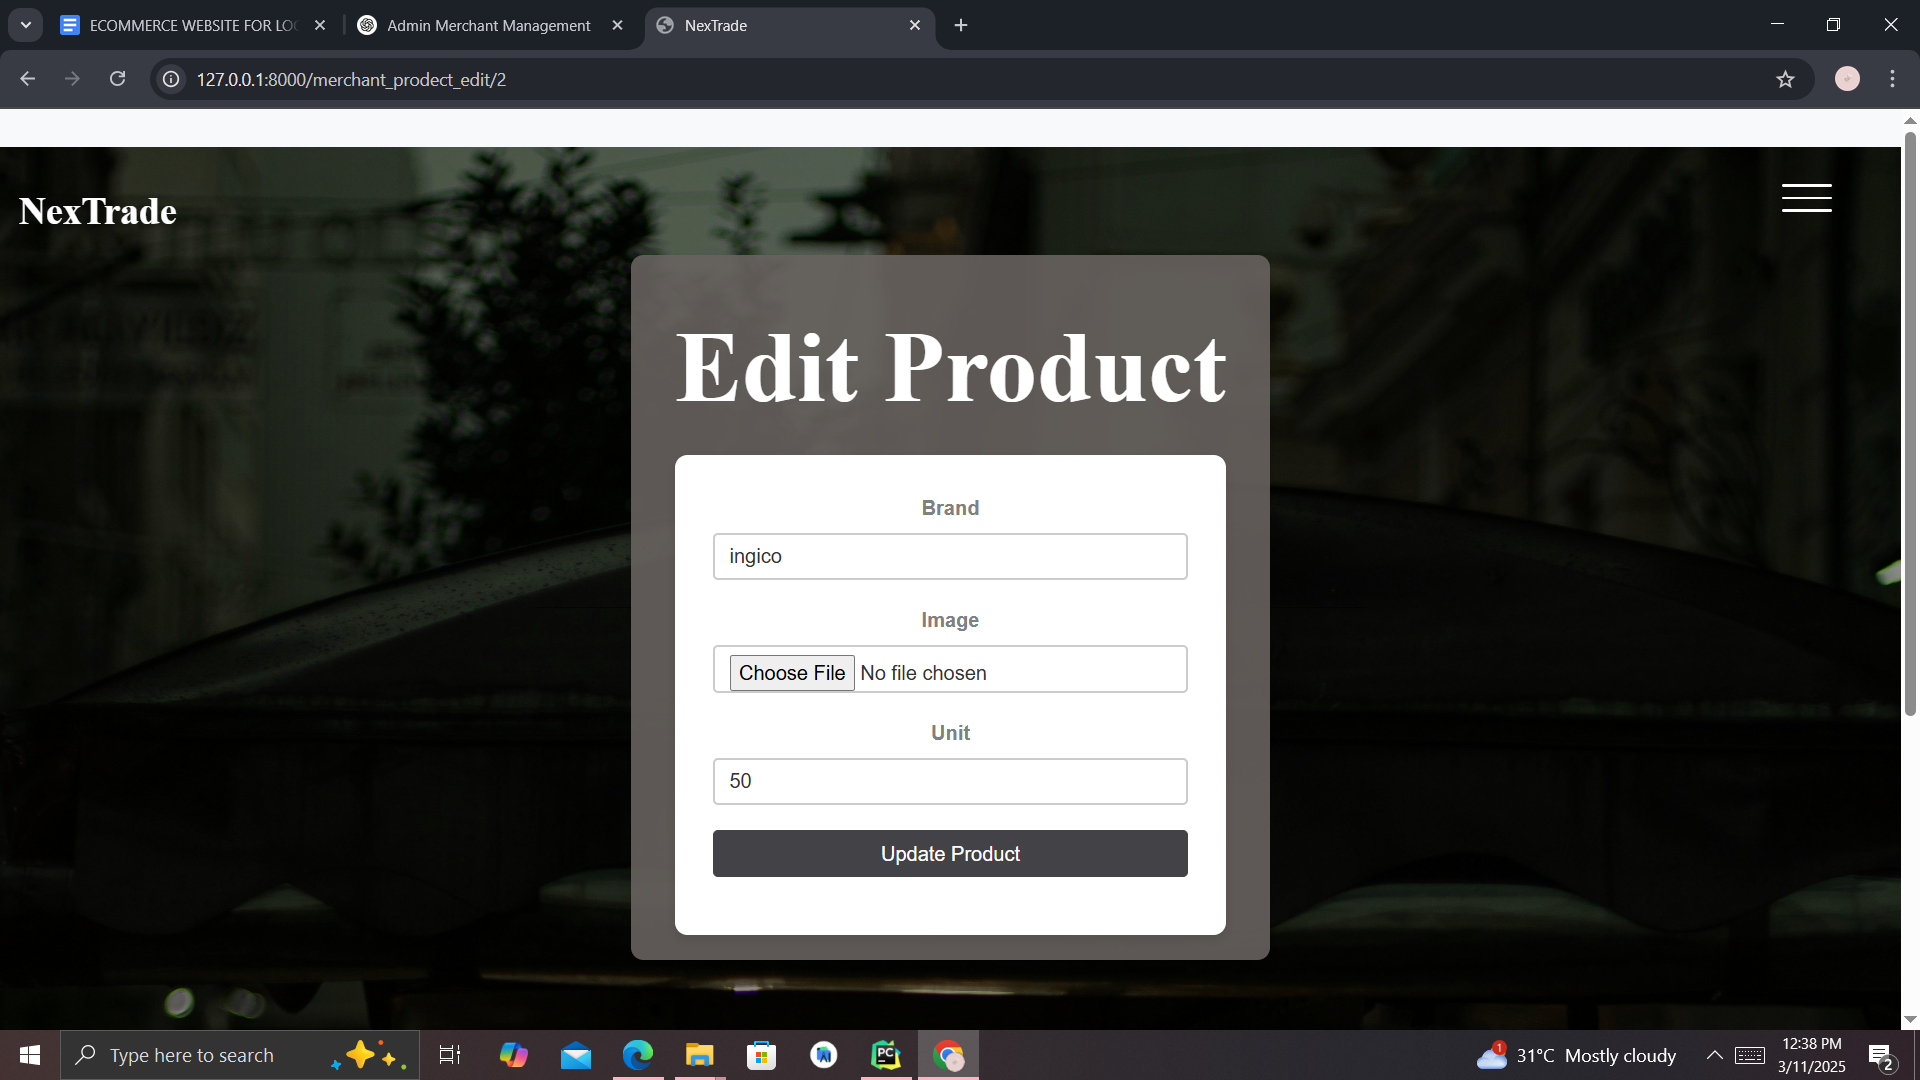 ECOMMERCE WEBSITE FOR LO
Admin Merchant Management
NexTrade
127.0.0.1:8000/merchant_prodect_edit/2
NexTrade
Edit Product
Brand
ingico
Image
Choose File No file chosen
Unit
50
Update Product
Type here to search
PC
1
31°C Mostly cloudy
12:38 PM
3/11/2025
2